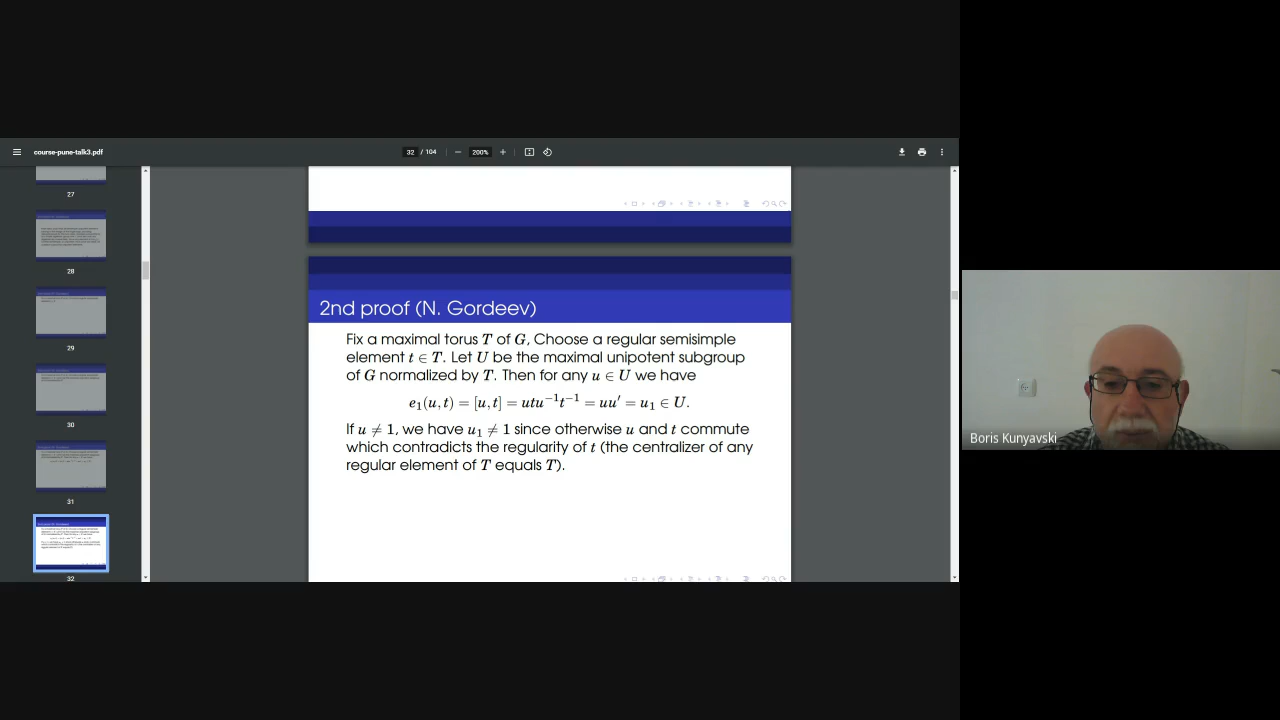 course-pune-talk3.pdf
32 / 104
200%
27
28
29
30
31
32
2nd proof (N. Gordeev)
Fix a maximal torus T of G, Choose a regular semisimple
element t ∈ T. Let U be the maximal unipotent subgroup
of G normalized by T. Then for any u ∈ U we have
e₁(u, t) = [u, t] = utu⁻¹t⁻¹ = uu′ = u₁ ∈ U.
If u ≠ 1, we have u₁ ≠ 1 since otherwise u and t commute
which contradicts the regularity of t (the centralizer of any
regular element of T equals T).
Boris Kunyavski